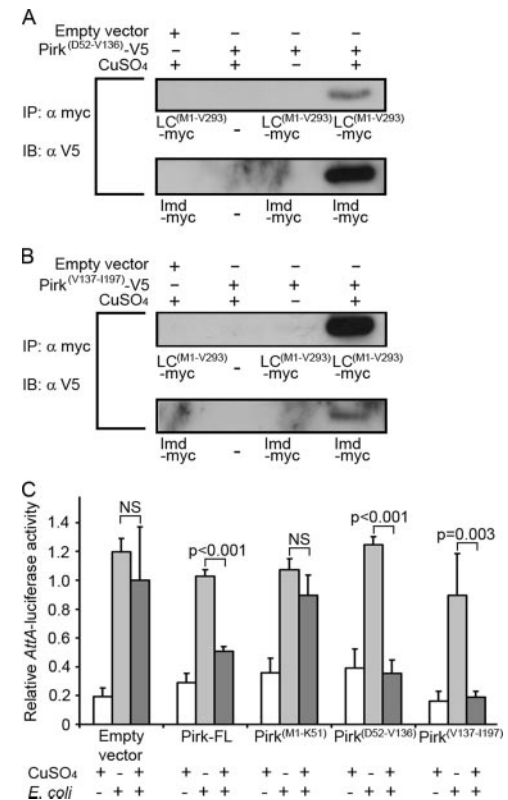 A
Empty vector + – – –
Pirk(D52-V136)-V5 – + + +
CuSO4 + + – +
IP: α myc
IB: α V5
LC(M1-V293) -myc - LC(M1-V293) -myc LC(M1-V293) -myc
Imd -myc - Imd -myc Imd -myc
B
Empty vector + – – –
Pirk(V137-I197)-V5 – + + +
CuSO4 + + – +
IP: α myc
IB: α V5
LC(M1-V293) -myc - LC(M1-V293) -myc LC(M1-V293) -myc
Imd -myc - Imd -myc Imd -myc
C
Relative AttA-luciferase activity
1.4
1.2
1.0
0.8
0.6
0.4
0.2
0
NS p<0.001 NS p<0.001 p=0.003
Empty vector Pirk-FL Pirk(M1-K51) Pirk(D52-V136) Pirk(V137-I197)
CuSO4 + - + + - + + - + + - + + - +
E. coli - + + - + + - + + - + + - + +